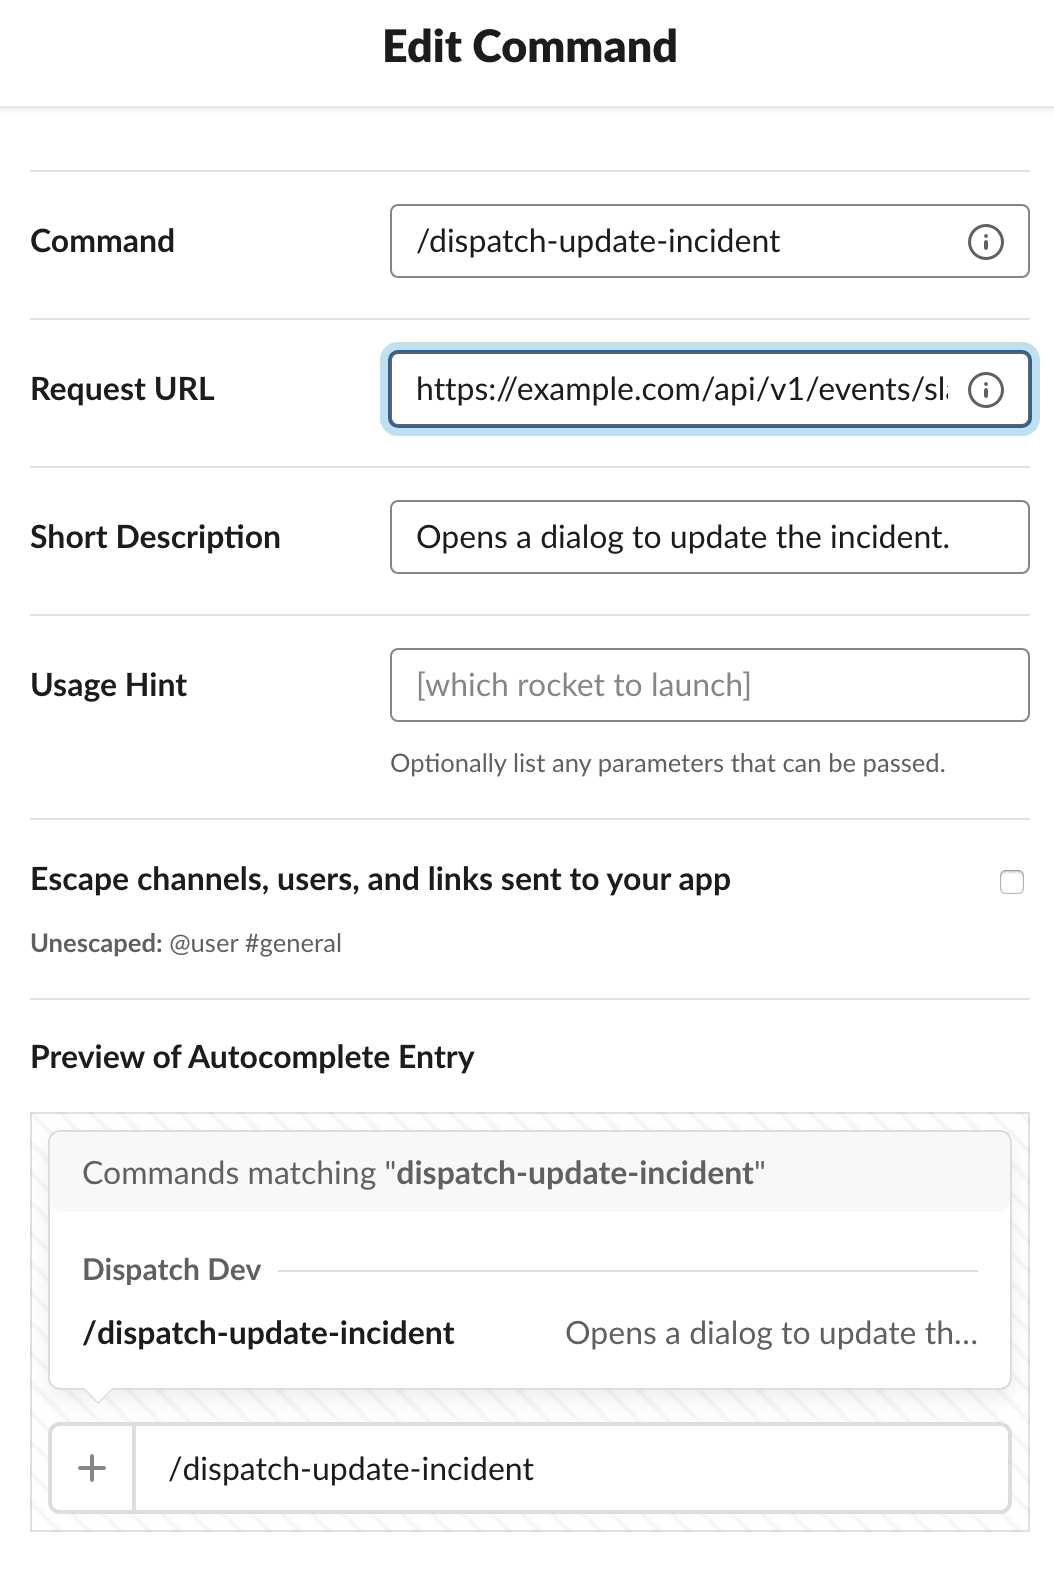 Edit Command
Command
/dispatch-update-incident
Request URL
https://example.com/api/v1/events/sl
Short Description
Opens a dialog to update the incident.
Usage Hint
[which rocket to launch]
Optionally list any parameters that can be passed.
Escape channels, users, and links sent to your app
Unescaped: @user #general
Preview of Autocomplete Entry
Commands matching "dispatch-update-incident"
Dispatch Dev
/dispatch-update-incident Opens a dialog to update th...
/dispatch-update-incident